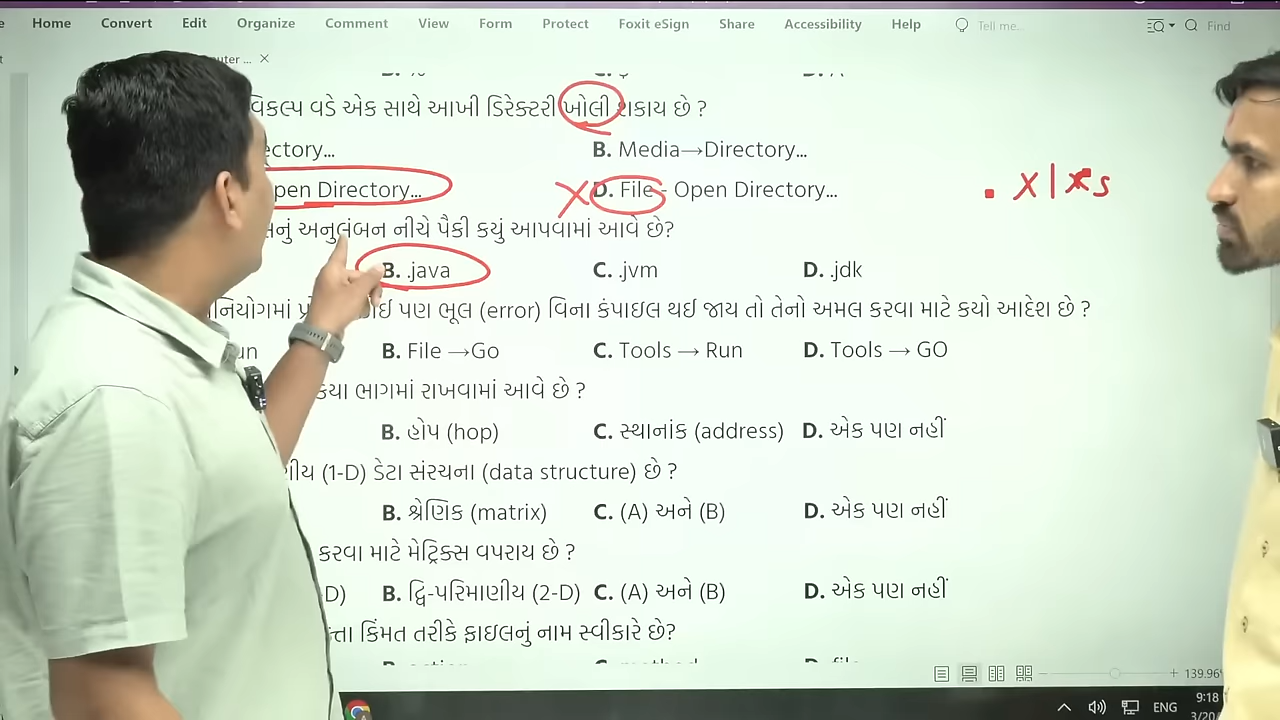 Home Convert Edit Organize Comment View Form Protect Foxit eSign Share Accessibility Help Tell me... Find
uter ...
વિકલ્પ વડે એક સાથે આખી ડિરેક્ટરી ખોલી શકાય છે ?
ectory... B. Media→Directory...
pen Directory... D. File - Open Directory...
. xlxs
નું અનુલંબન નીચે પૈકી કયું આપવામાં આવે છે?
B. .java C. .jvm D. .jdk
નિયોગમાં પણ ભૂલ (error) વિના કંપાઇલ થઈ જાય તો તેનો અમલ કરવા માટે કયો આદેશ છે ?
un B. File →Go C. Tools → Run D. Tools → GO
કયા ભાગમાં રાખવામાં આવે છે ?
B. હોપ (hop) C. સ્થાનાંક (address) D. એક પણ નહીં
ણીય (1-D) ડેટા સંરચના (data structure) છે ?
B. શ્રેણિક (matrix) C. (A) અને (B) D. એક પણ નહીં
કરવા માટે મેટ્રિક્સ વપરાય છે ?
D) B. દ્વિ-પરિમાણીય (2-D) C. (A) અને (B) D. એક પણ નહીં
કિંમત તરીકે ફાઇલનું નામ સ્વીકારે છે?
139.96%
ENG 9:18
3/20/